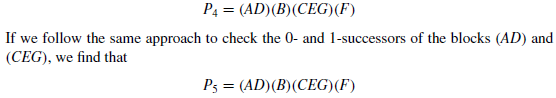 P4 = (AD)(B)(CEG)(F)
If we follow the same approach to check the 0- and 1-successors of the blocks (AD) and
(CEG), we find that
P5 = (AD)(B)(CEG)(F)